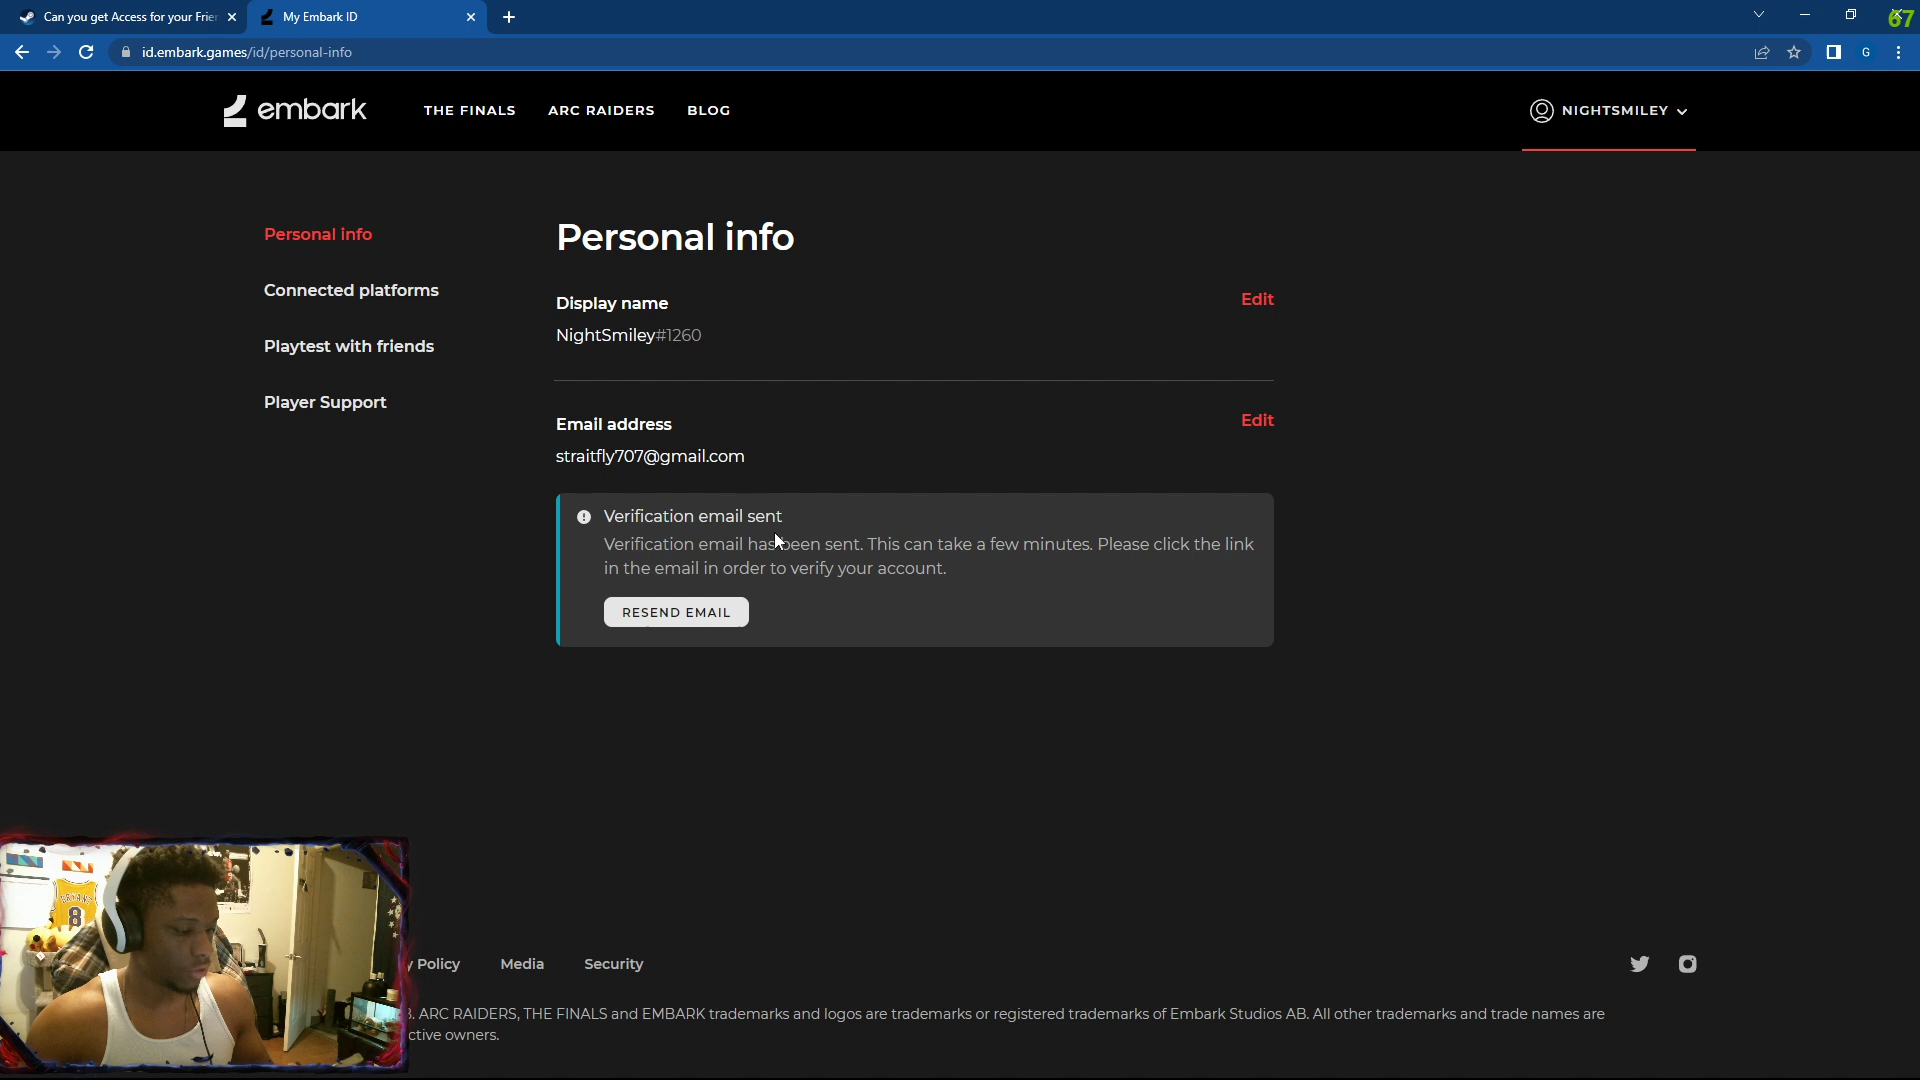 Can you get Access for your Frie
My Embark ID
67
id.embark.games/id/personal-info
G
embark
THE FINALS
ARC RAIDERS
BLOG
NIGHTSMILEY
Personal info
Connected platforms
Playtest with friends
Player Support
Personal info
Display name
Edit
NightSmiley#1260
Email address
Edit
straitfly707@gmail.com
Verification email sent
Verification email has been sent. This can take a few minutes. Please click the link
in the email in order to verify your account.
RESEND EMAIL
y Policy
Media
Security
B. ARC RAIDERS, THE FINALS and EMBARK trademarks and logos are trademarks or registered trademarks of Embark Studios AB. All other trademarks and trade names are
ctive owners.
BRYANT
8